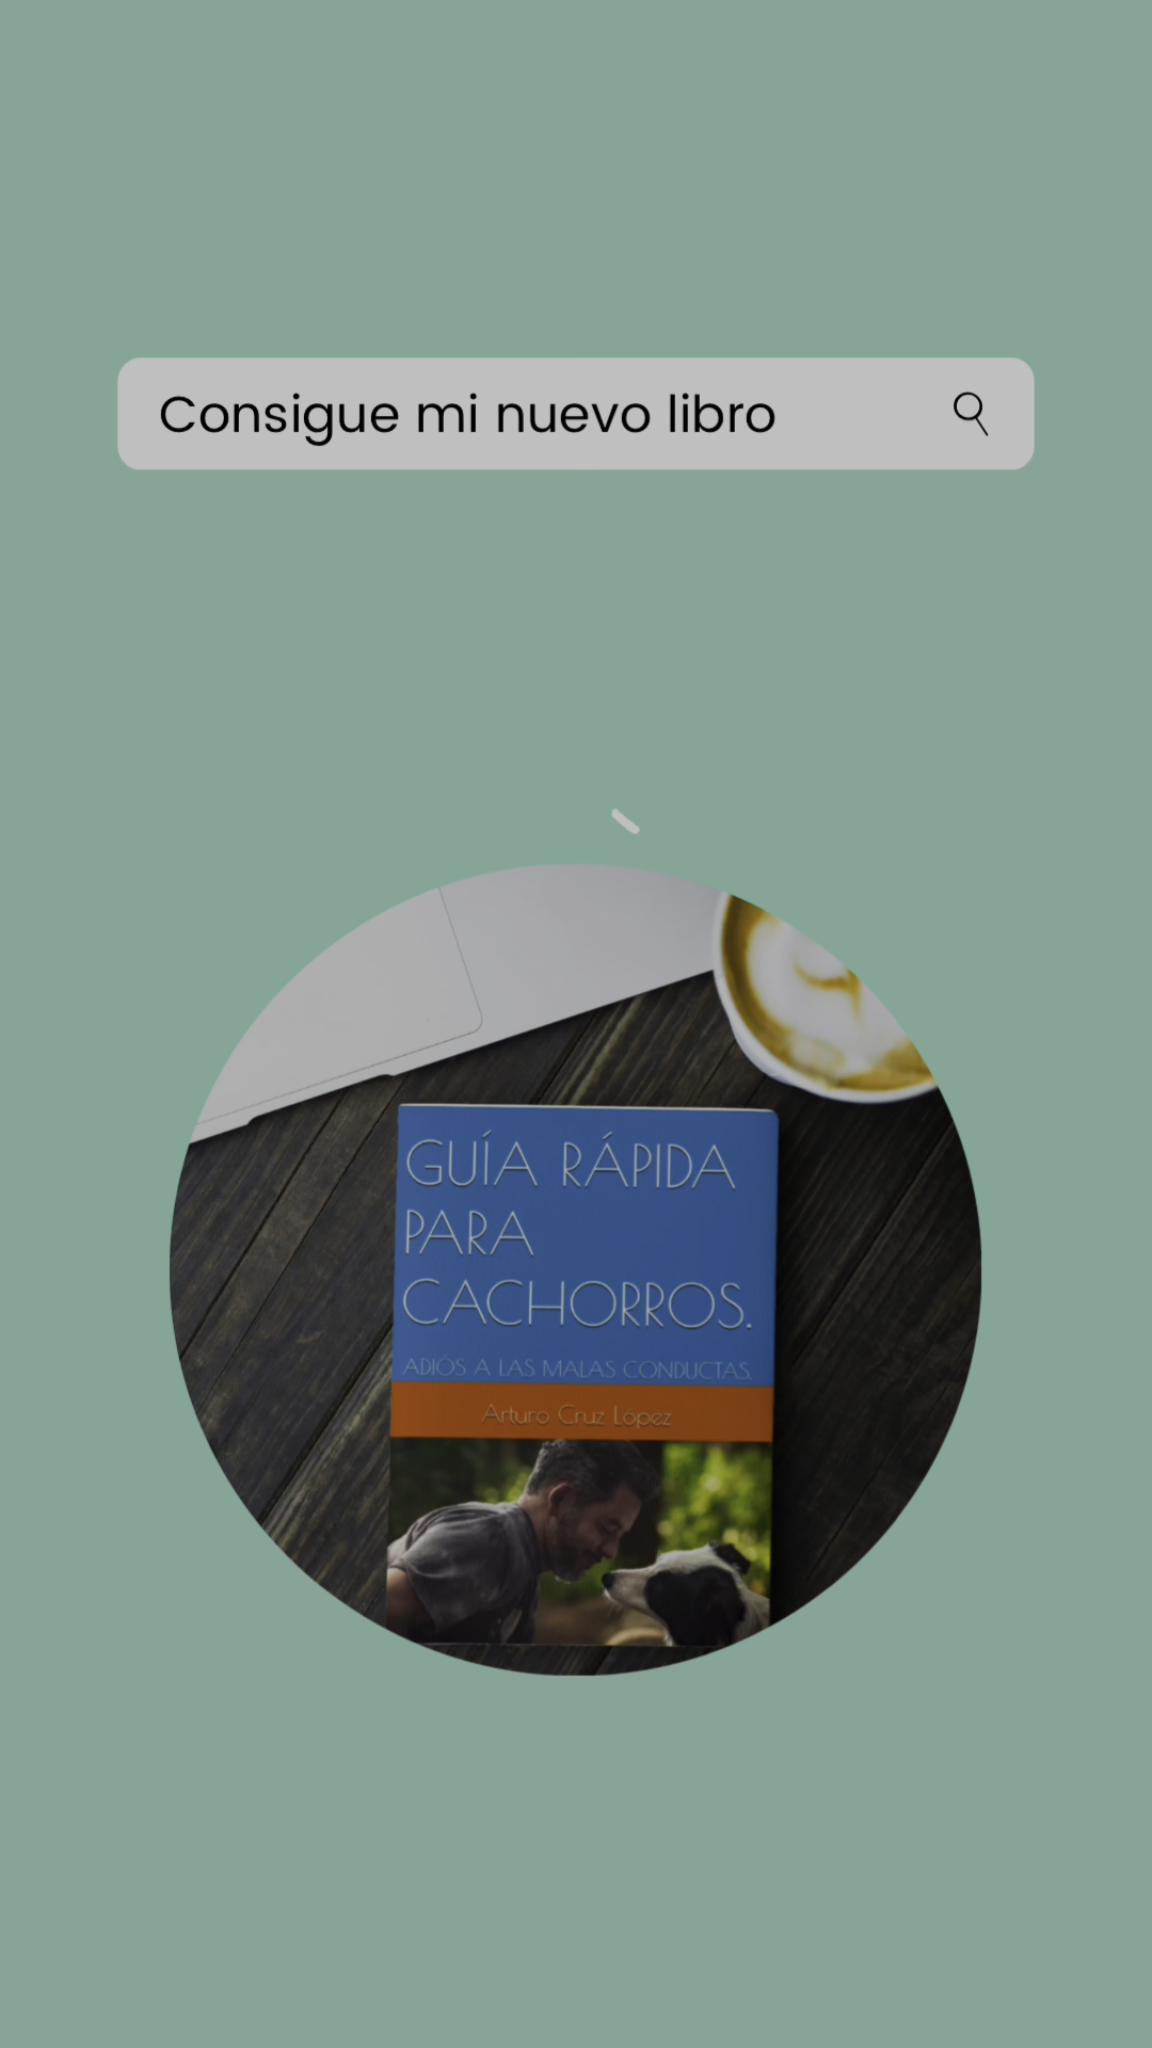 Consigue mi nuevo libro
GUÍA RÁPIDA
PARA
CACHORROS.
ADIÓS A LAS MALAS CONDUCTAS.
Arturo Cruz López